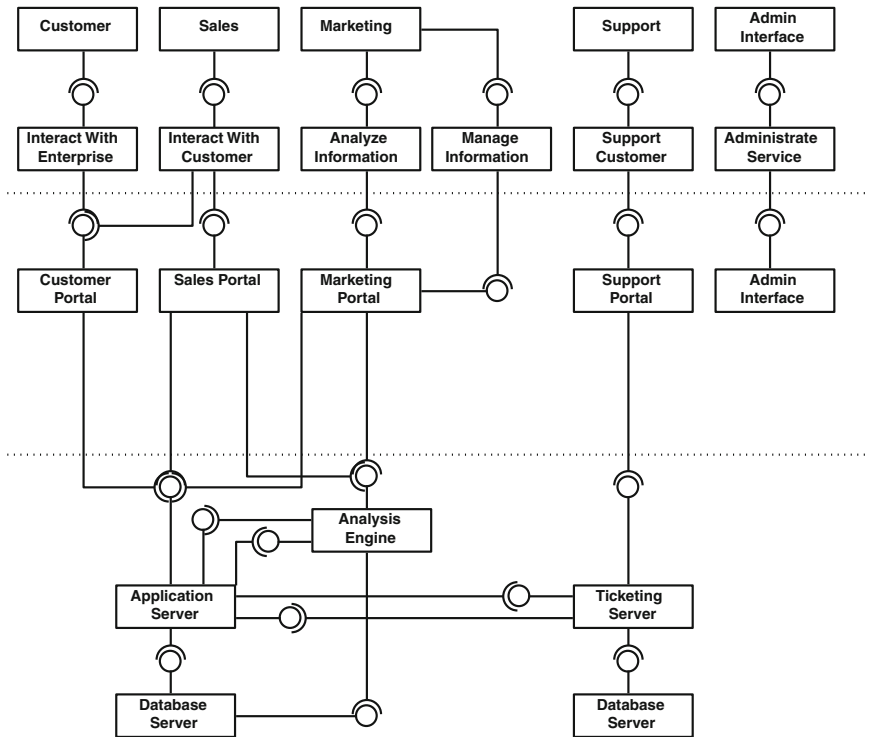 Customer
Sales
Marketing
Support
Admin
Interface
Interact With
Enterprise
Interact With
Customer
Analyze
Information
Manage
Information
Support
Customer
Administrate
Service
Customer
Portal
Sales Portal
Marketing
Portal
Support
Portal
Admin
Interface
Analysis
Engine
Application
Server
Ticketing
Server
Database
Server
Database
Server